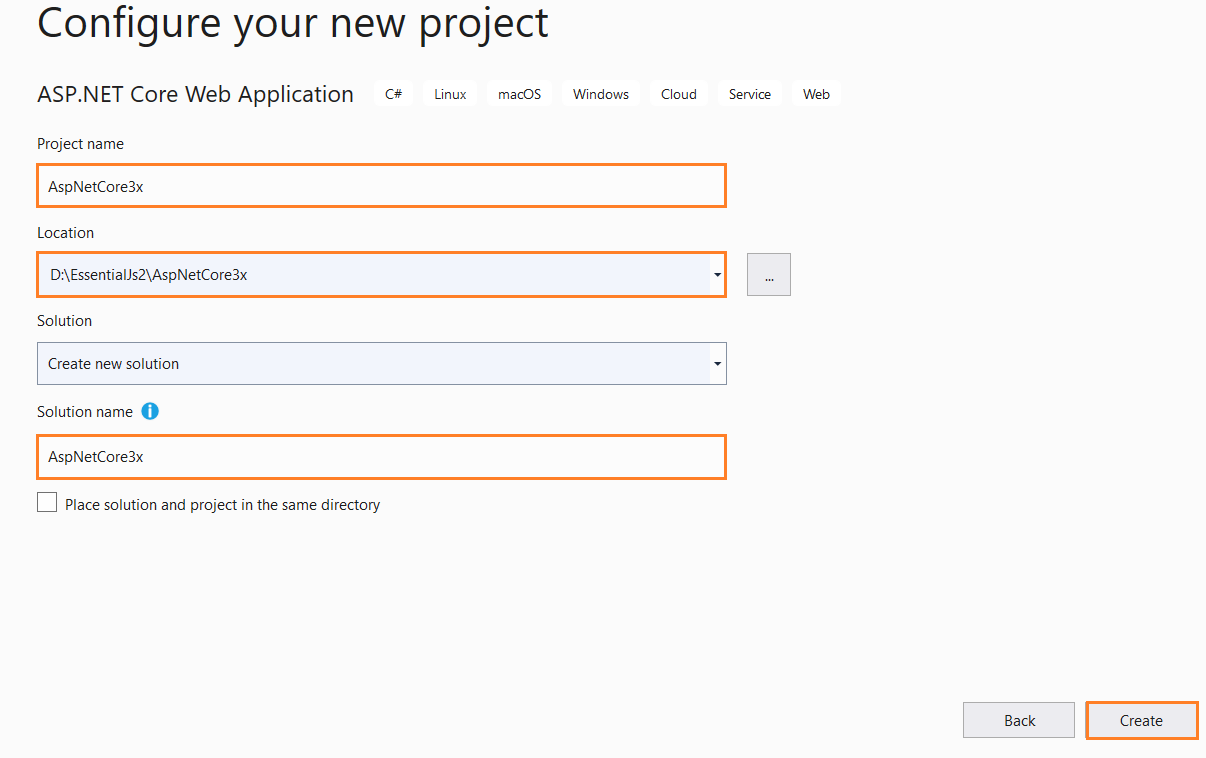 Configure your new project
ASP.NET Core Web Application C# Linux macOS Windows Cloud Service Web
Project name
AspNetCore3x
Location
D:\EssentialJs2\AspNetCore3x
...
Solution
Create new solution
Solution name
AspNetCore3x
Place solution and project in the same directory
Back Create